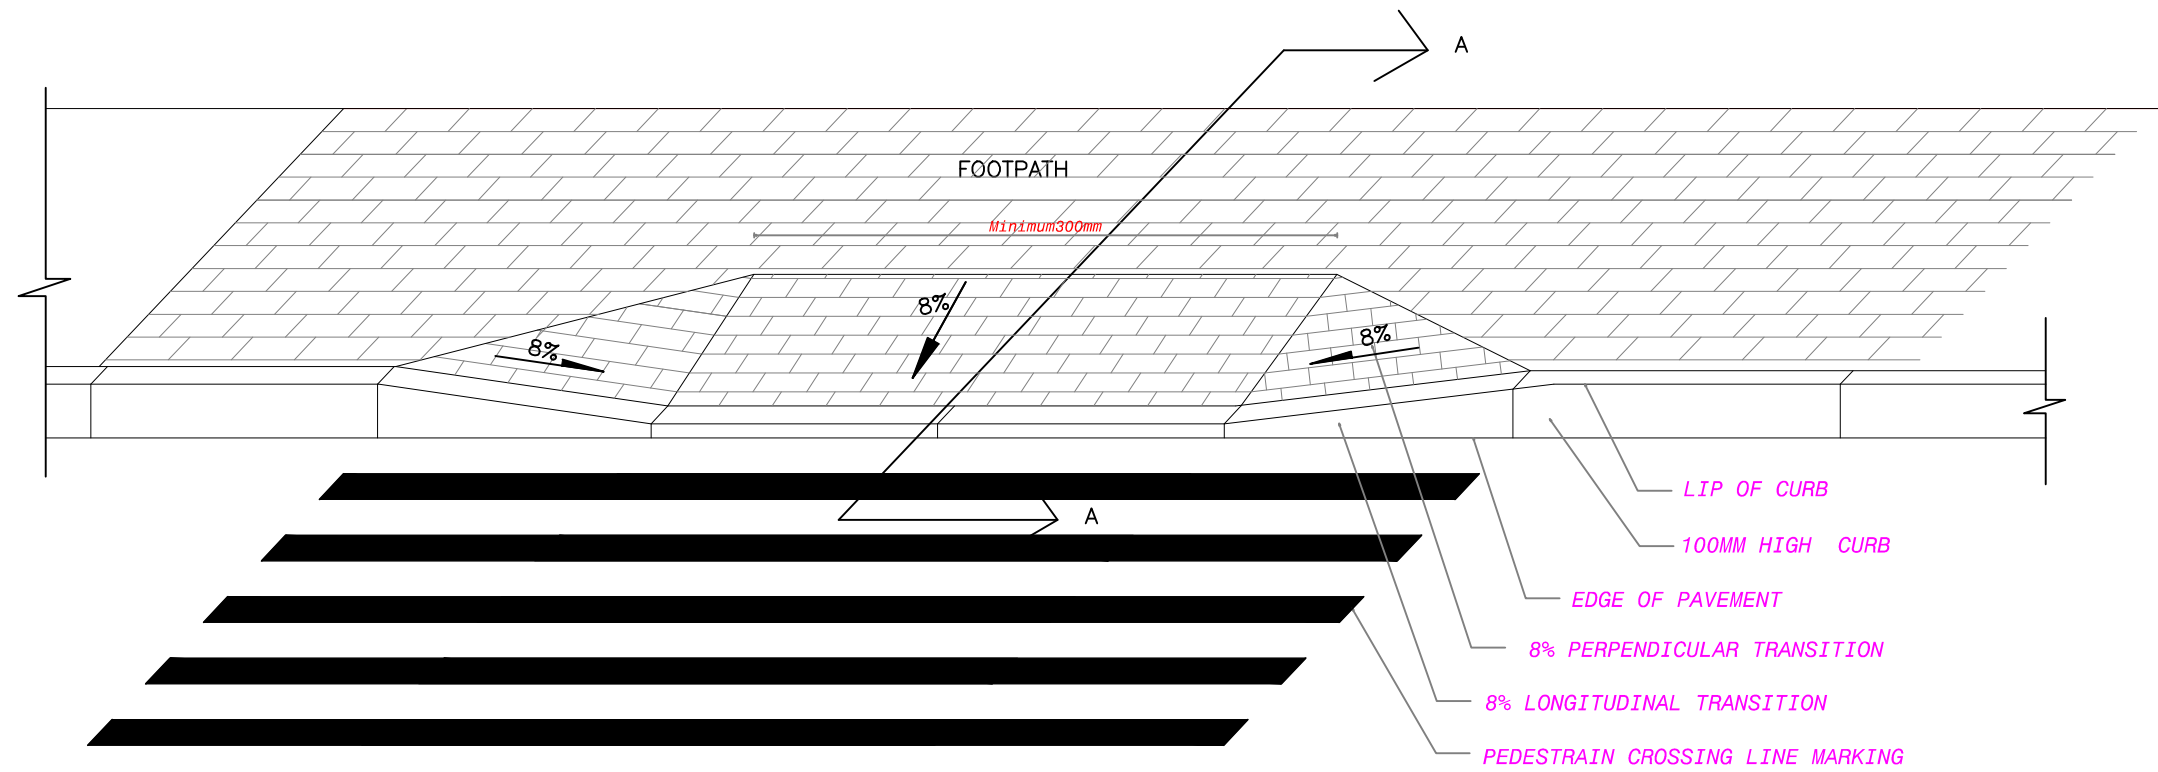 A
FOOTPATH
Minimum300mm
8%
8%
8%
LIP OF CURB
A
100MM HIGH CURB
EDGE OF PAVEMENT
8% PERPENDICULAR TRANSITION
8% LONGITUDINAL TRANSITION
PEDESTRAIN CROSSING LINE MARKING